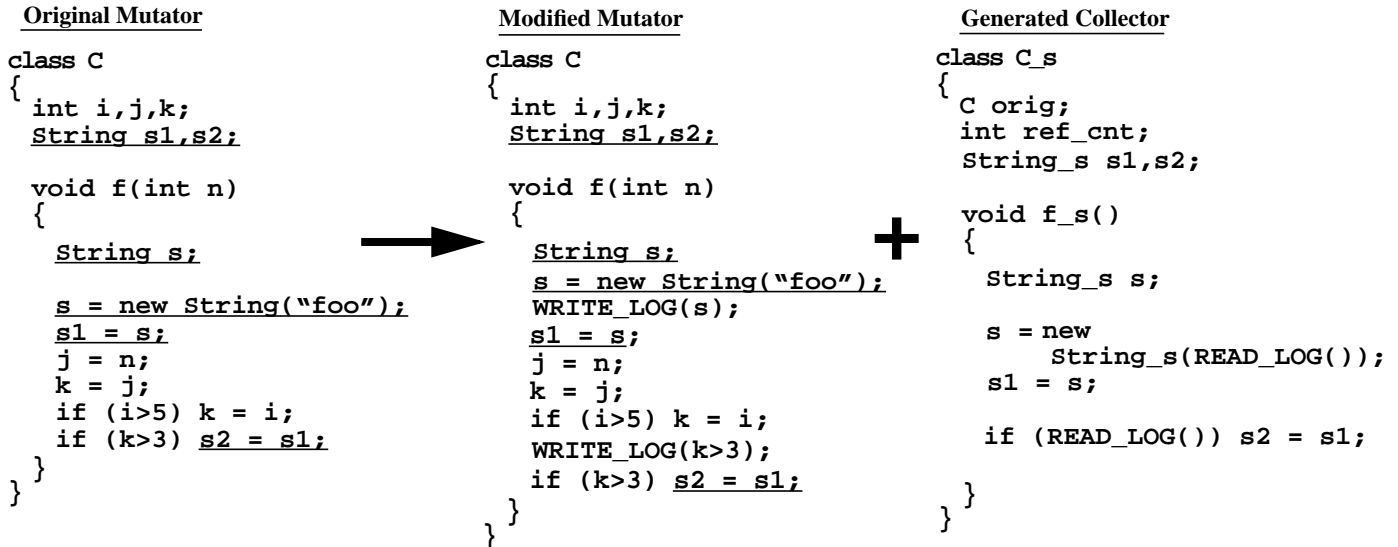 Original Mutator
class C
{
int i,j,k;
String s1,s2;
void f(int n)
{
String s;
s = new String(“foo”);
s1 = s;
j = n;
k = j;
if (i>5) k = i;
if (k>3) s2 = s1;
}
}
Modified Mutator
class C
{
int i,j,k;
String s1,s2;
void f(int n)
{
String s;
s = new String(“foo”);
WRITE_LOG(s);
s1 = s;
j = n;
k = j;
if (i>5) k = i;
WRITE_LOG(k>3);
if (k>3) s2 = s1;
}
}
+
Generated Collector
class C_s
{
C orig;
int ref_cnt;
String_s s1,s2;
void f_s()
{
String_s s;
s = new
String_s(READ_LOG());
s1 = s;
if (READ_LOG()) s2 = s1;
}
}